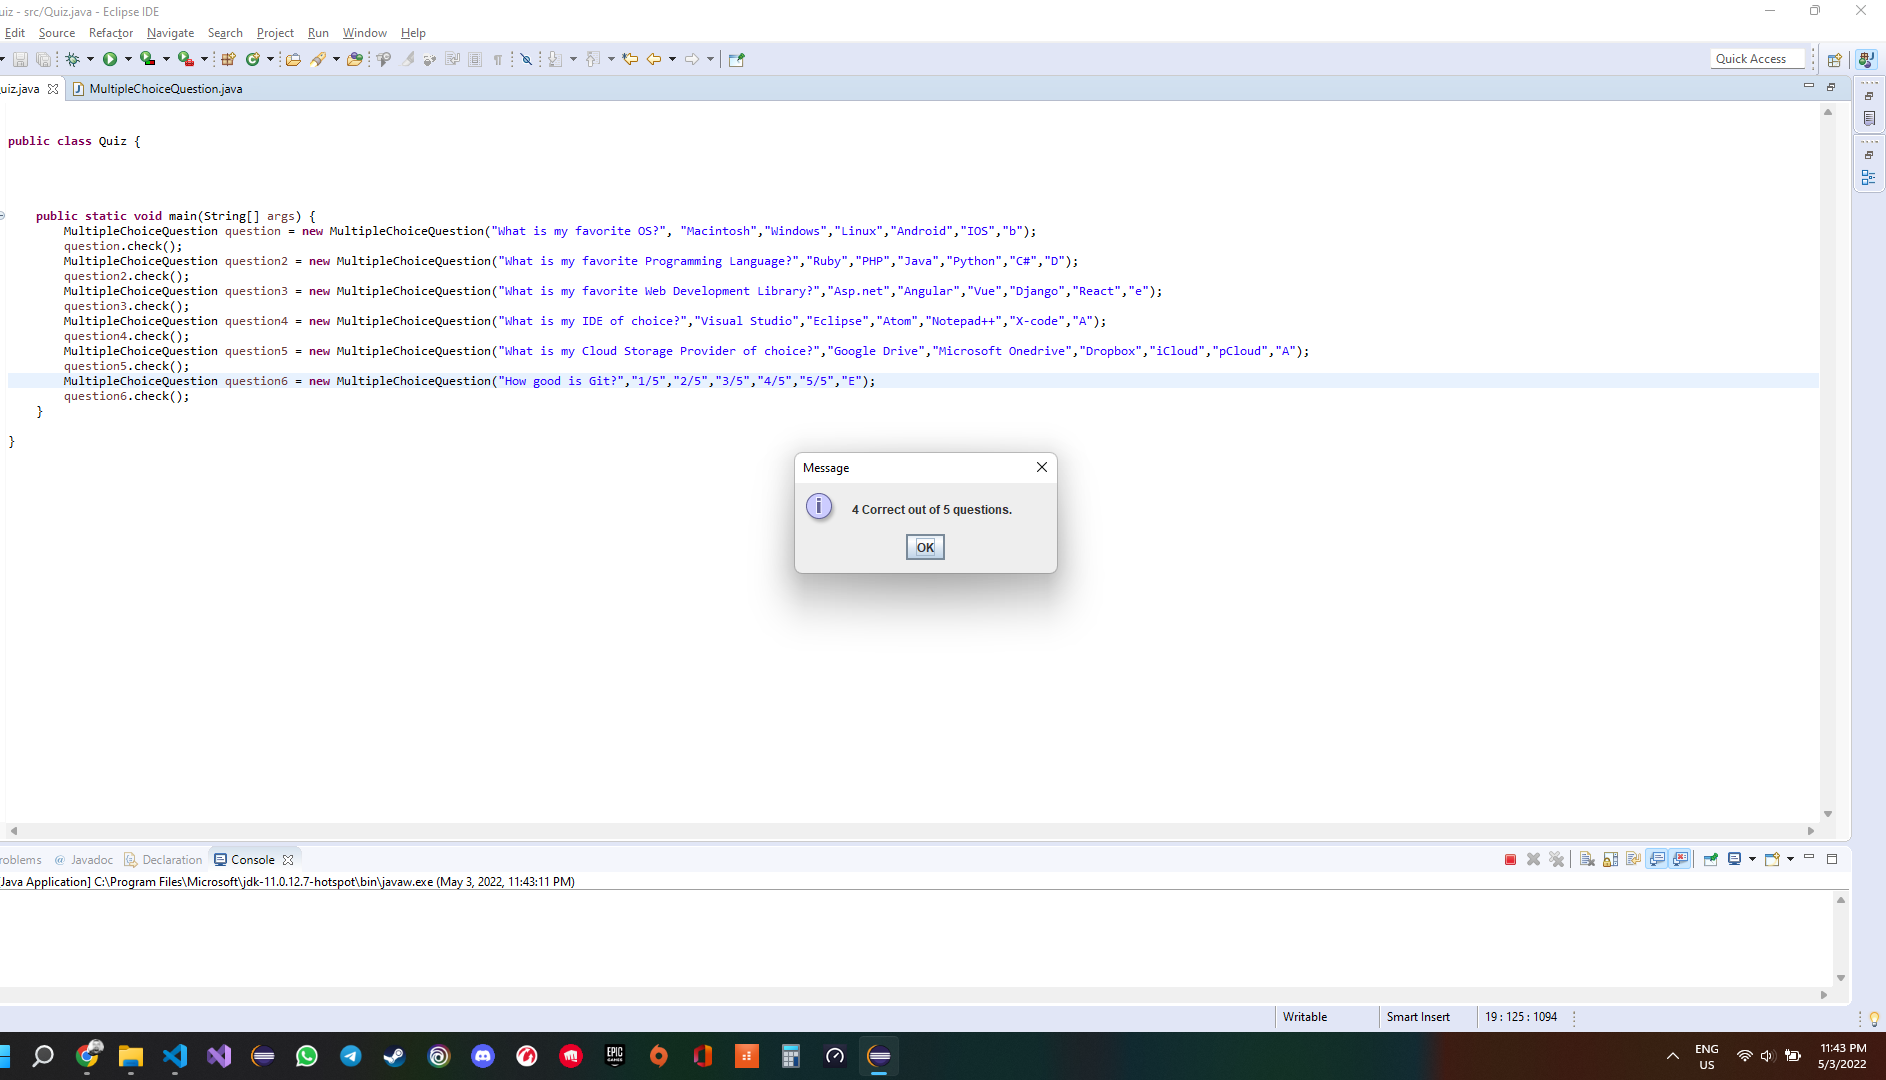 uiz - src/Quiz.java - Eclipse IDE
Edit Source Refactor Navigate Search Project Run Window Help
Quick Access
uiz.java MultipleChoiceQuestion.java
public class Quiz {
public static void main(String[] args) {
MultipleChoiceQuestion question = new MultipleChoiceQuestion("What is my favorite OS?", "Macintosh","Windows","Linux","Android","IOS","b");
question.check();
MultipleChoiceQuestion question2 = new MultipleChoiceQuestion("What is my favorite Programming Language?","Ruby","PHP","Java","Python","C#","D");
question2.check();
MultipleChoiceQuestion question3 = new MultipleChoiceQuestion("What is my favorite Web Development Library?","Asp.net","Angular","Vue","Django","React","e");
question3.check();
MultipleChoiceQuestion question4 = new MultipleChoiceQuestion("What is my IDE of choice?","Visual Studio","Eclipse","Atom","Notepad++","X-code","A");
question4.check();
MultipleChoiceQuestion question5 = new MultipleChoiceQuestion("What is my Cloud Storage Provider of choice?","Google Drive","Microsoft Onedrive","Dropbox","iCloud","pCloud","A");
question5.check();
MultipleChoiceQuestion question6 = new MultipleChoiceQuestion("How good is Git?","1/5","2/5","3/5","4/5","5/5","E");
question6.check();
}
}
Message
4 Correct out of 5 questions.
OK
roblems @ Javadoc Declaration Console
Java Application] C:\Program Files\Microsoft\jdk-11.0.12.7-hotspot\bin\javaw.exe (May 3, 2022, 11:43:11 PM)
Writable Smart Insert 19 : 125 : 1094
EPIC GAMES
ENG
US
11:43 PM
5/3/2022